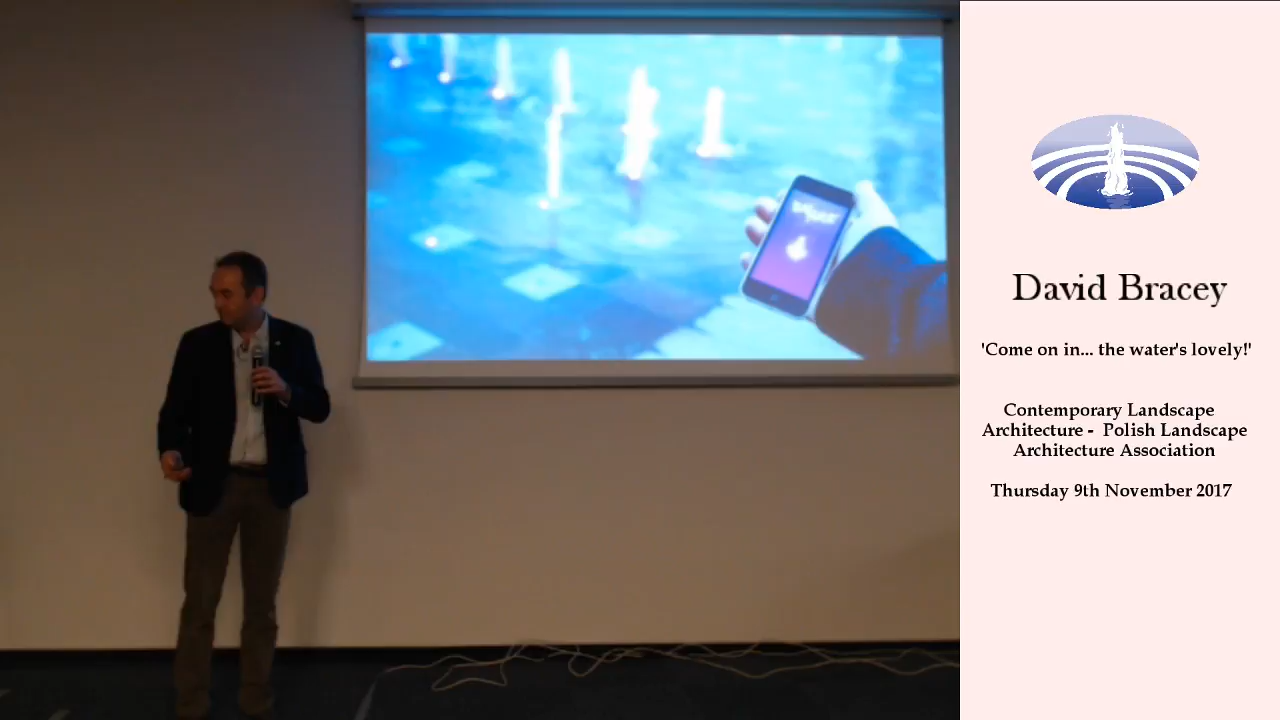 David Bracey
'Come on in... the water's lovely!'
Contemporary Landscape
Architecture - Polish Landscape
Architecture Association
Thursday 9th November 2017